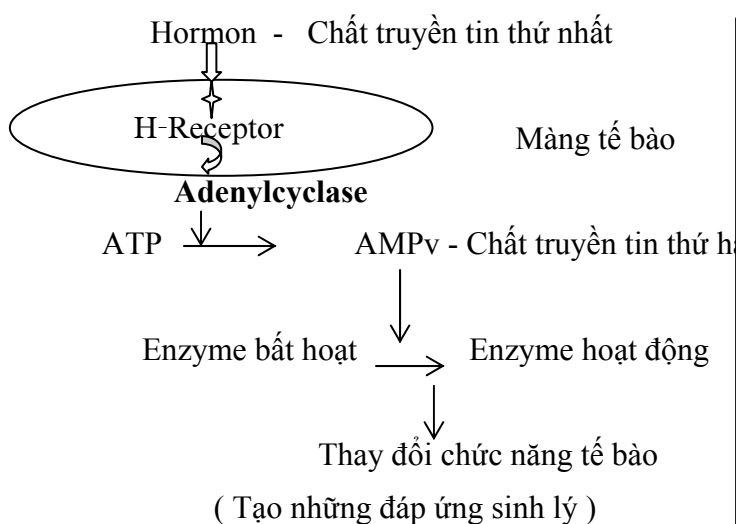 Hormon - Chất truyền tin thứ nhất
H-Receptor
Màng tế bào
Adenylcyclase
ATP AMPv - Chất truyền tin thứ
Enzyme bất hoạt Enzyme hoạt động
Thay đổi chức năng tế bào
( Tạo những đáp ứng sinh lý )